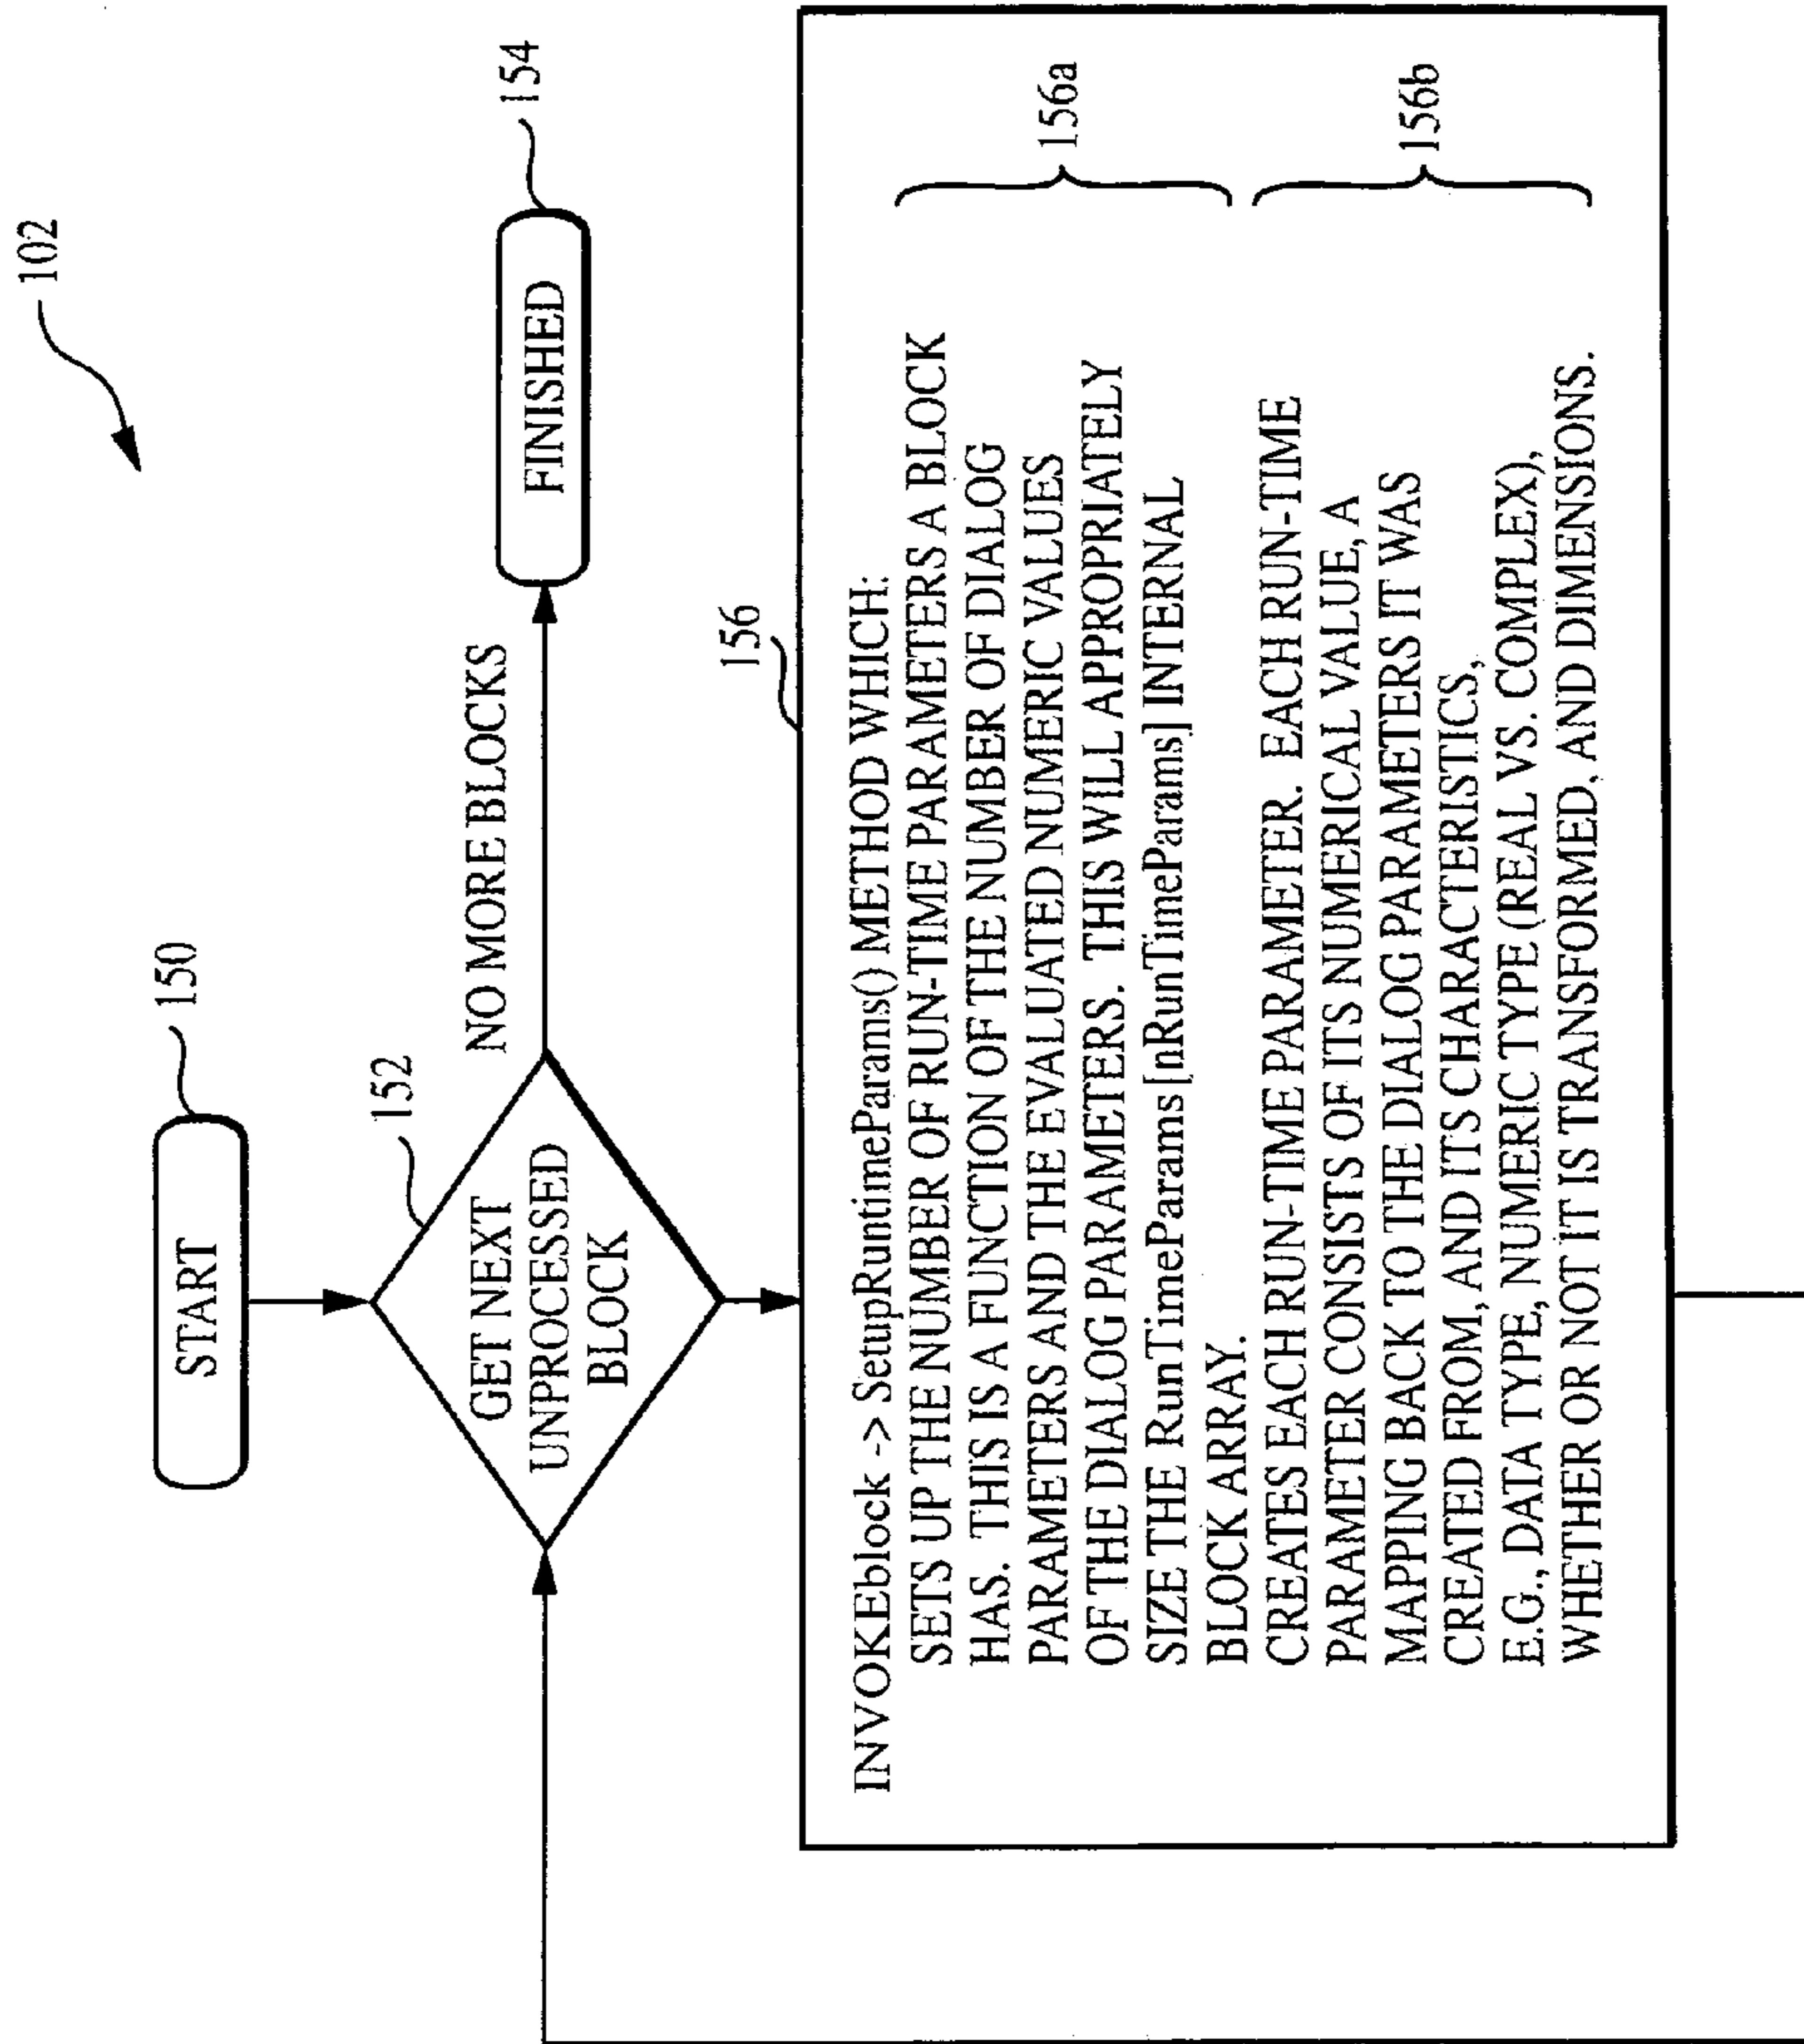 102
START
150
GET NEXT
UNPROCESSED
BLOCK
152
NO MORE BLOCKS
FINISHED
154
156
INVOKEblock -> SetupRuntimeParams() METHOD WHICH:
SETS UP THE NUMBER OF RUN-TIME PARAMETERS A BLOCK
HAS. THIS IS A FUNCTION OF THE NUMBER OF DIALOG
PARAMETERS AND THE EVALUATED NUMERIC VALUES
OF THE DIALOG PARAMETERS. THIS WILL APPROPRIATELY
SIZE THE RunTimeParams[nRunTimeParams] INTERNAL
BLOCK ARRAY.
156a
CREATES EACH RUN-TIME PARAMETER. EACH RUN-TIME
PARAMETER CONSISTS OF ITS NUMERICAL VALUE, A
MAPPING BACK TO THE DIALOG PARAMETERS IT WAS
CREATED FROM, AND ITS CHARACTERISTICS,
E.G., DATA TYPE, NUMERIC TYPE (REAL VS. COMPLEX),
WHETHER OR NOT IT IS TRANSFORMED, AND DIMENSIONS.
156b